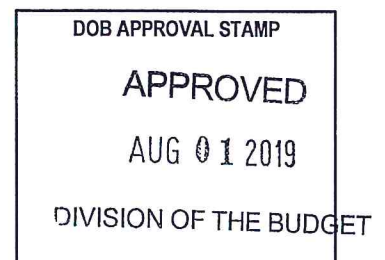 DOB APPROVAL STAMP
APPROVED
AUG 01 2019
DIVISION OF THE BUDGET